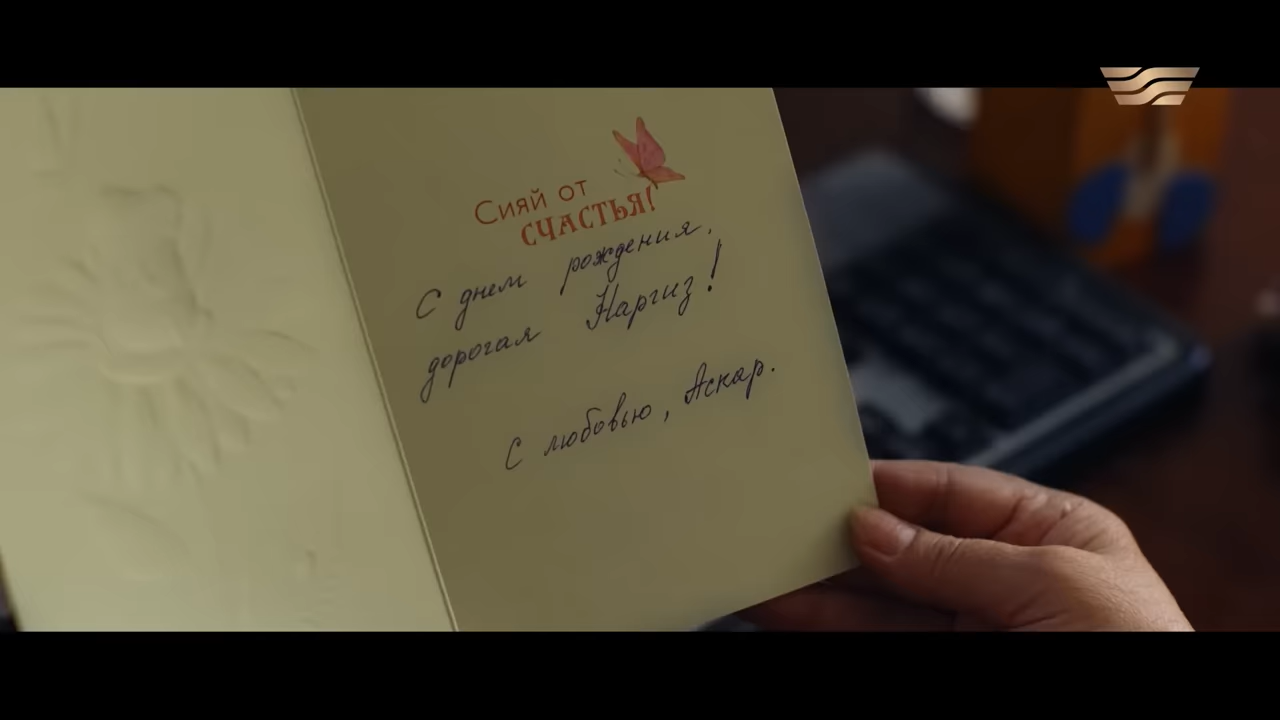 Сияй от
счастья!
С днем рождения,
дорогая Наргиз!
С любовью, Аскар.